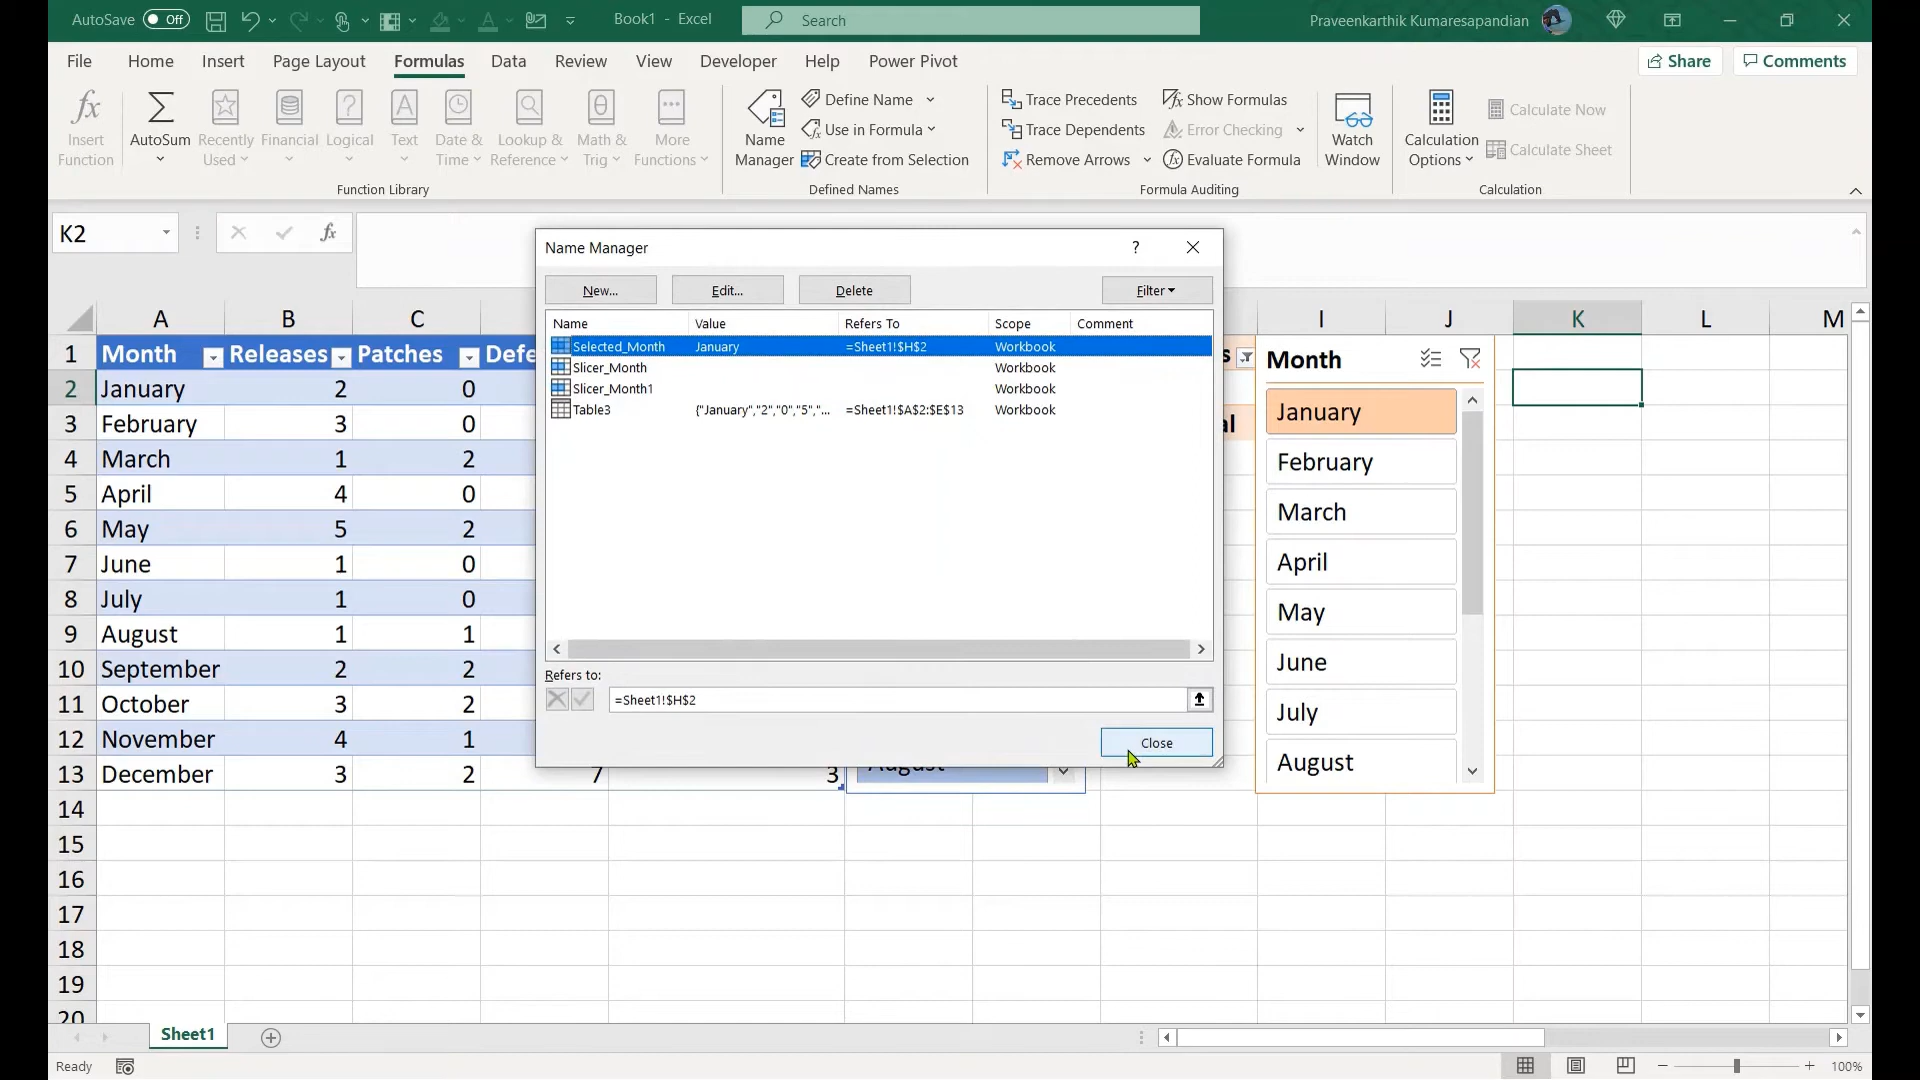 AutoSave Off Book1 - Excel Search Praveenkarthik Kumaresapandian
File Home Insert Page Layout Formulas Data Review View Developer Help Power Pivot Share Comments
Insert Function
AutoSum
Recently Used
Financial
Logical
Text
Date & Time
Lookup & Reference
Math & Trig
More Functions
Function Library
Name Manager
Define Name
Use in Formula
Create from Selection
Defined Names
Trace Precedents
Trace Dependents
Remove Arrows
Show Formulas
Error Checking
Evaluate Formula
Formula Auditing
Watch Window
Calculation Options
Calculate Now
Calculate Sheet
Calculation
K2 fx
Name Manager ?
New... Edit... Delete Filter
Name Value Refers To Scope Comment
Selected_Month January =Sheet1!$H$2 Workbook
Slicer_Month Workbook
Slicer_Month1 Workbook
Table3 {"January","2","0","5","... =Sheet1!$A$2:$E$13 Workbook
Refers to:
=Sheet1!$H$2
Close
A B C I J K L M
1 Month Releases Patches Defe s
2 January 2 0
3 February 3 0 al
4 March 1 2
5 April 4 0
6 May 5 2
7 June 1 0
8 July 1 0
9 August 1 1
10 September 2 2
11 October 3 2
12 November 4 1
13 December 3 2 7 3 August
14
15
16
17
18
19
20
Month
January
February
March
April
May
June
July
August
Sheet1
Ready 100%